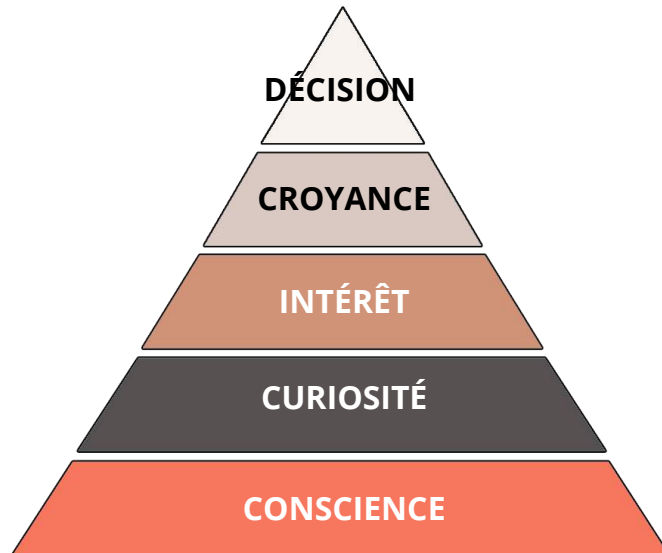 DÉCISION
CROYANCE
INTÉRÊT
CURIOSITÉ
CONSCIENCE